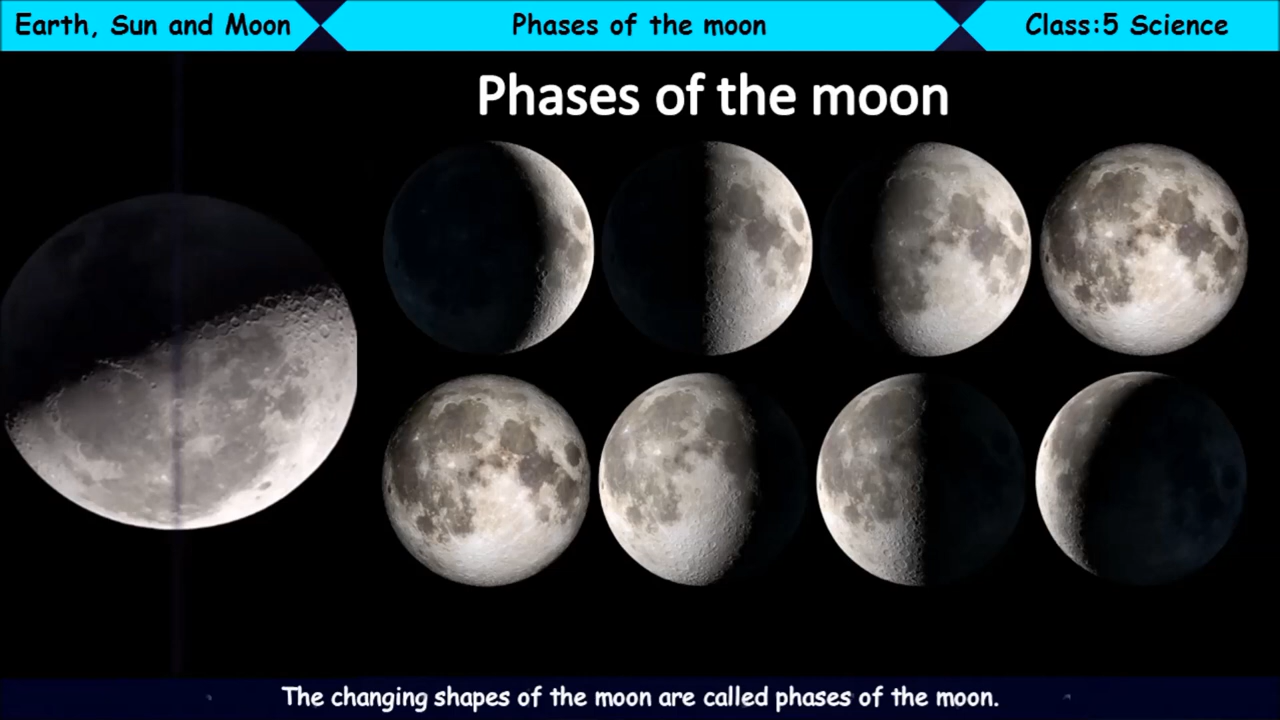 Earth, Sun and Moon
Phases of the moon
Class:5 Science
Phases of the moon
The changing shapes of the moon are called phases of the moon.